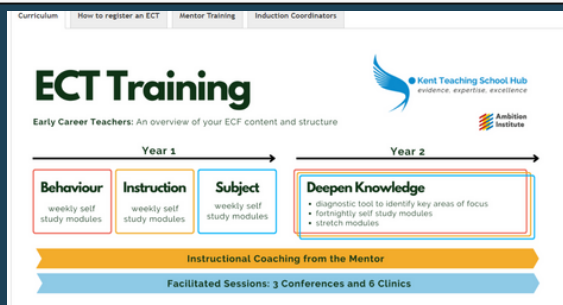 Curriculum
How to register an ECT
Mentor Training
Induction Coordinators
ECT Training
Kent Teaching School Hub
evidence, expertise, excellence
Early Career Teachers: An overview of your ECF content and structure
Ambition
Institute
Year 1
Year 2
Behaviour
weekly self
study modules
Instruction
weekly self
study modules
Subject
weekly self
study modules
Deepen Knowledge
• diagnostic tool to identify key areas of focus
• fortnightly self study modules
• stretch modules
Instructional Coaching from the Mentor
Facilitated Sessions: 3 Conferences and 6 Clinics